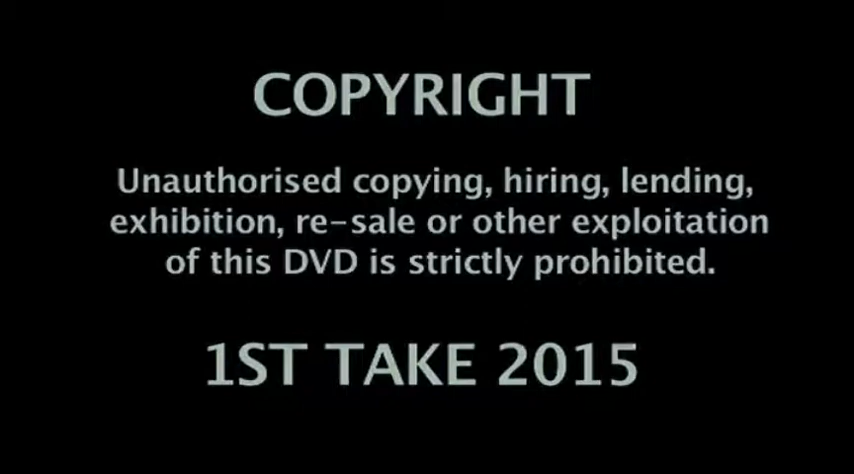 COPYRIGHT
Unauthorised copying, hiring, lending,
exhibition, re-sale or other exploitation
of this DVD is strictly prohibited.
1ST TAKE 2015